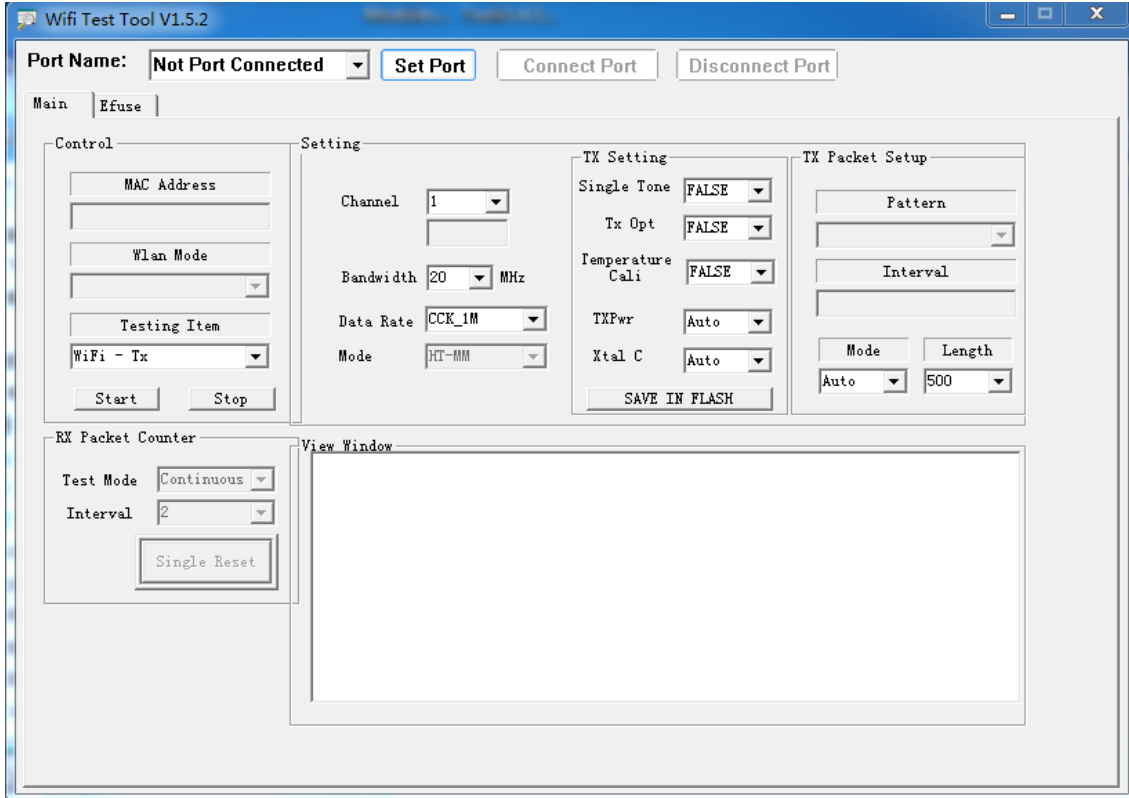 Wifi Test Tool V1.5.2
Port Name: Not Port Connected Set Port Connect Port Disconnect Port
Main Efuse
Control
MAC Address
Wlan Mode
Testing Item
WiFi - Tx
Start Stop
Setting
Channel 1
Bandwidth 20 MHz
Data Rate CCK_1M
Mode HT-MM
TX Setting
Single Tone FALSE
Tx Opt FALSE
Temperature
Cali FALSE
TXPwr Auto
Xtal C Auto
SAVE IN FLASH
TX Packet Setup
Pattern
Interval
Mode Length
Auto 500
RX Packet Counter
Test Mode Continuous
Interval 2
Single Reset
View Window